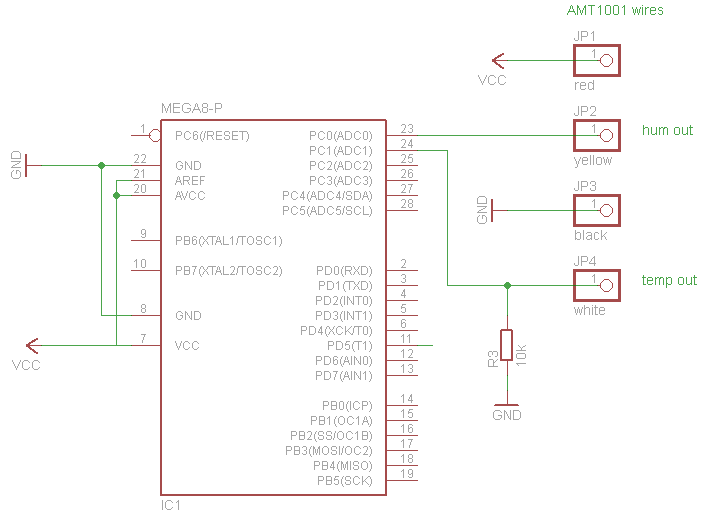 AMT1001 wires
JP1
1
VCC
red
MEGA8-P
JP2
1 PC6(/RESET) PC0(ADC0) 23 1 hum out
24
PC1(ADC1)
yellow
GND 22 GND PC2(ADC2) 25
21 AREF PC3(ADC3) 26
20 AVCC PC4(ADC4/SDA) 27
JP3
PC5(ADC5/SCL) 28 GND 1
9 PB6(XTAL1/TOSC1) black
JP4
10 PB7(XTAL2/TOSC2) PD0(RXD) 2
PD1(TXD) 3 1 temp out
PD2(INT0) 4
8 GND PD3(INT1) 5 white
PD4(XCK/T0) 6
7 VCC PD5(T1) 11
VCC PD6(AIN0) 12 R3 10k
PD7(AIN1) 13
PB0(ICP) 14
PB1(OC1A) 15 GND
PB2(SS/OC1B) 16
PB3(MOSI/OC2) 17
PB4(MISO) 18
PB5(SCK) 19
IC1